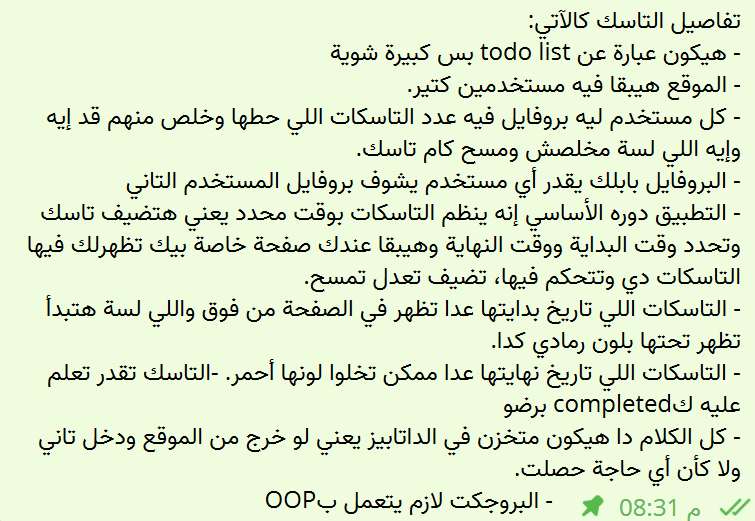 تفاصيل التاسك كالآتي:
- هيكون عبارة عن todo list بس كبيرة شوية
- الموقع هيبقا فيه مستخدمين كتير.
- كل مستخدم ليه بروفايل فيه عدد التاسكات اللي حطها وخلص منهم قد إيه
وإيه اللي لسة مخلصش ومسح كام تاسك.
- البروفايل بابلك يقدر أي مستخدم يشوف بروفايل المستخدم التاني
- التطبيق دوره الأساسي إنه ينظم التاسكات بوقت محدد يعني هتضيف تاسك
وتحدد وقت البداية ووقت النهاية وهيبقا عندك صفحة خاصة بيك تظهرلك فيها
التاسكات دي وتتحكم فيها، تضيف تعدل تمسح.
- التاسكات اللي تاريخ بدايتها عدا تظهر في الصفحة من فوق واللي لسة هتبدأ
تظهر تحتها بلون رمادي كدا.
- التاسكات اللي تاريخ نهايتها عدا ممكن تخلوا لونها أحمر. -التاسك تقدر تعلم
عليه كـcompleted برضو
- كل الكلام دا هيكون متخزن في الداتابيز يعني لو خرج من الموقع ودخل تاني
ولا كأن أي حاجة حصلت.
- البروجكت لازم يتعمل بـOOP
08:31 م